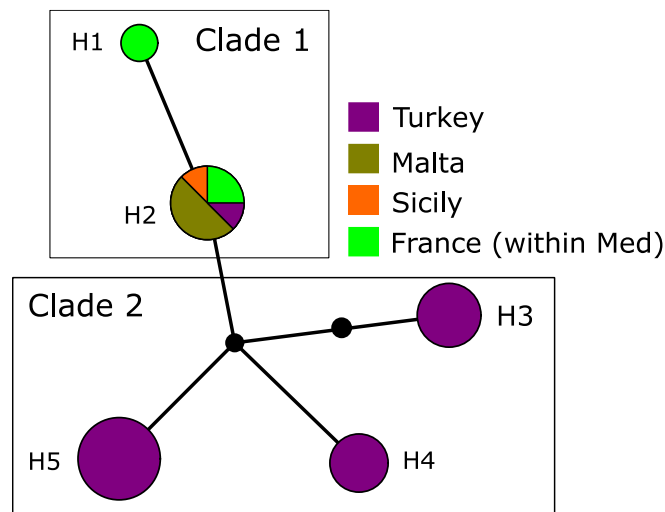 H1
Clade 1
Turkey
Malta
Sicily
France (within Med)
H2
Clade 2
H3
H5
H4